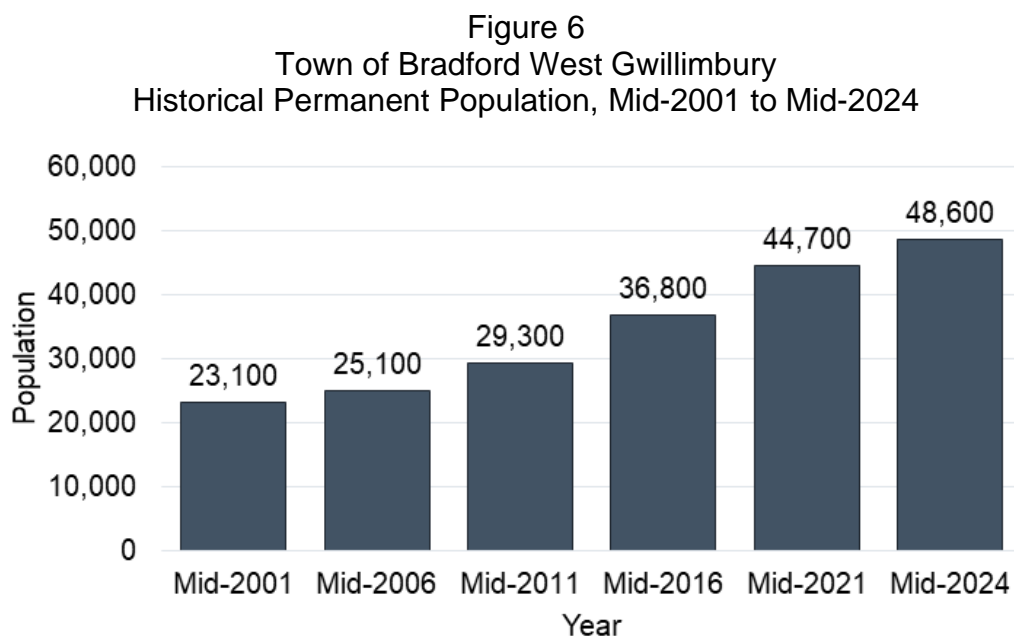 Figure 6
Town of Bradford West Gwillimbury
Historical Permanent Population, Mid-2001 to Mid-2024
60,000
50,000
40,000
30,000
20,000
10,000
0
Population
23,100
25,100
29,300
36,800
44,700
48,600
Mid-2001 Mid-2006 Mid-2011 Mid-2016 Mid-2021 Mid-2024
Year